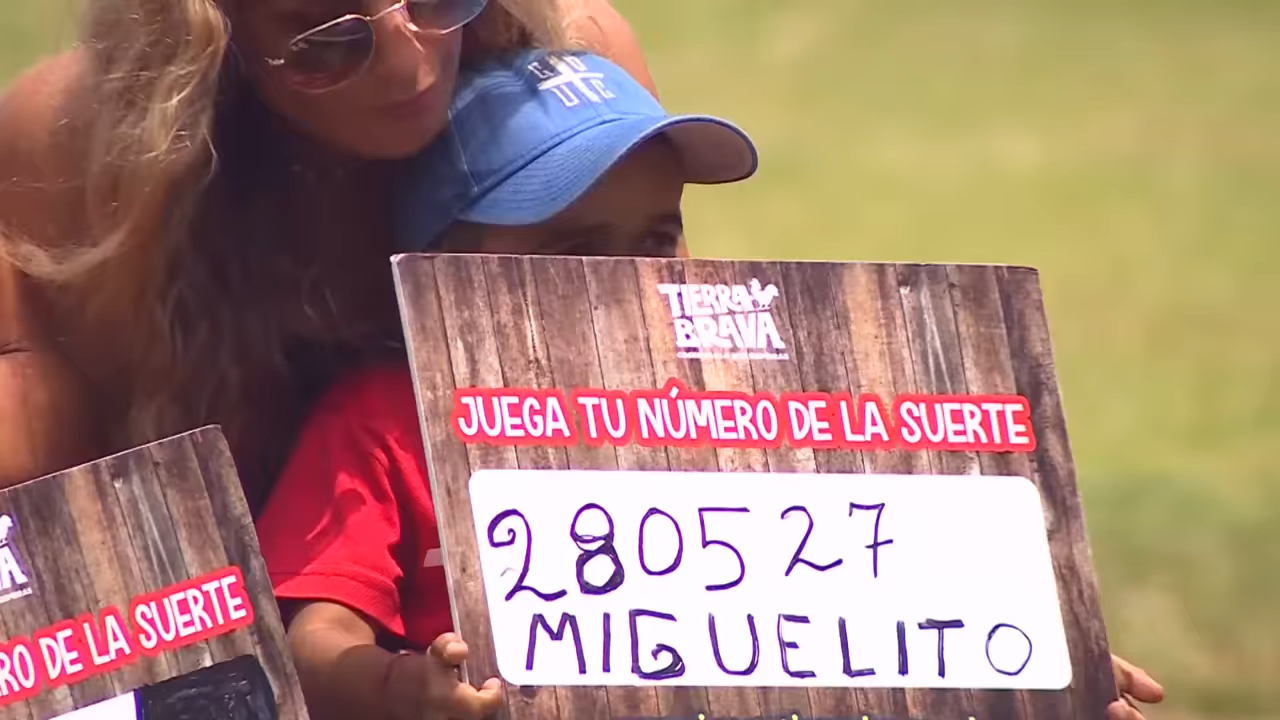 TIERRA
BRAVA
JUEGA TU NÚMERO DE LA SUERTE
280527
MIGUELITO
RO DE LA SUERTE